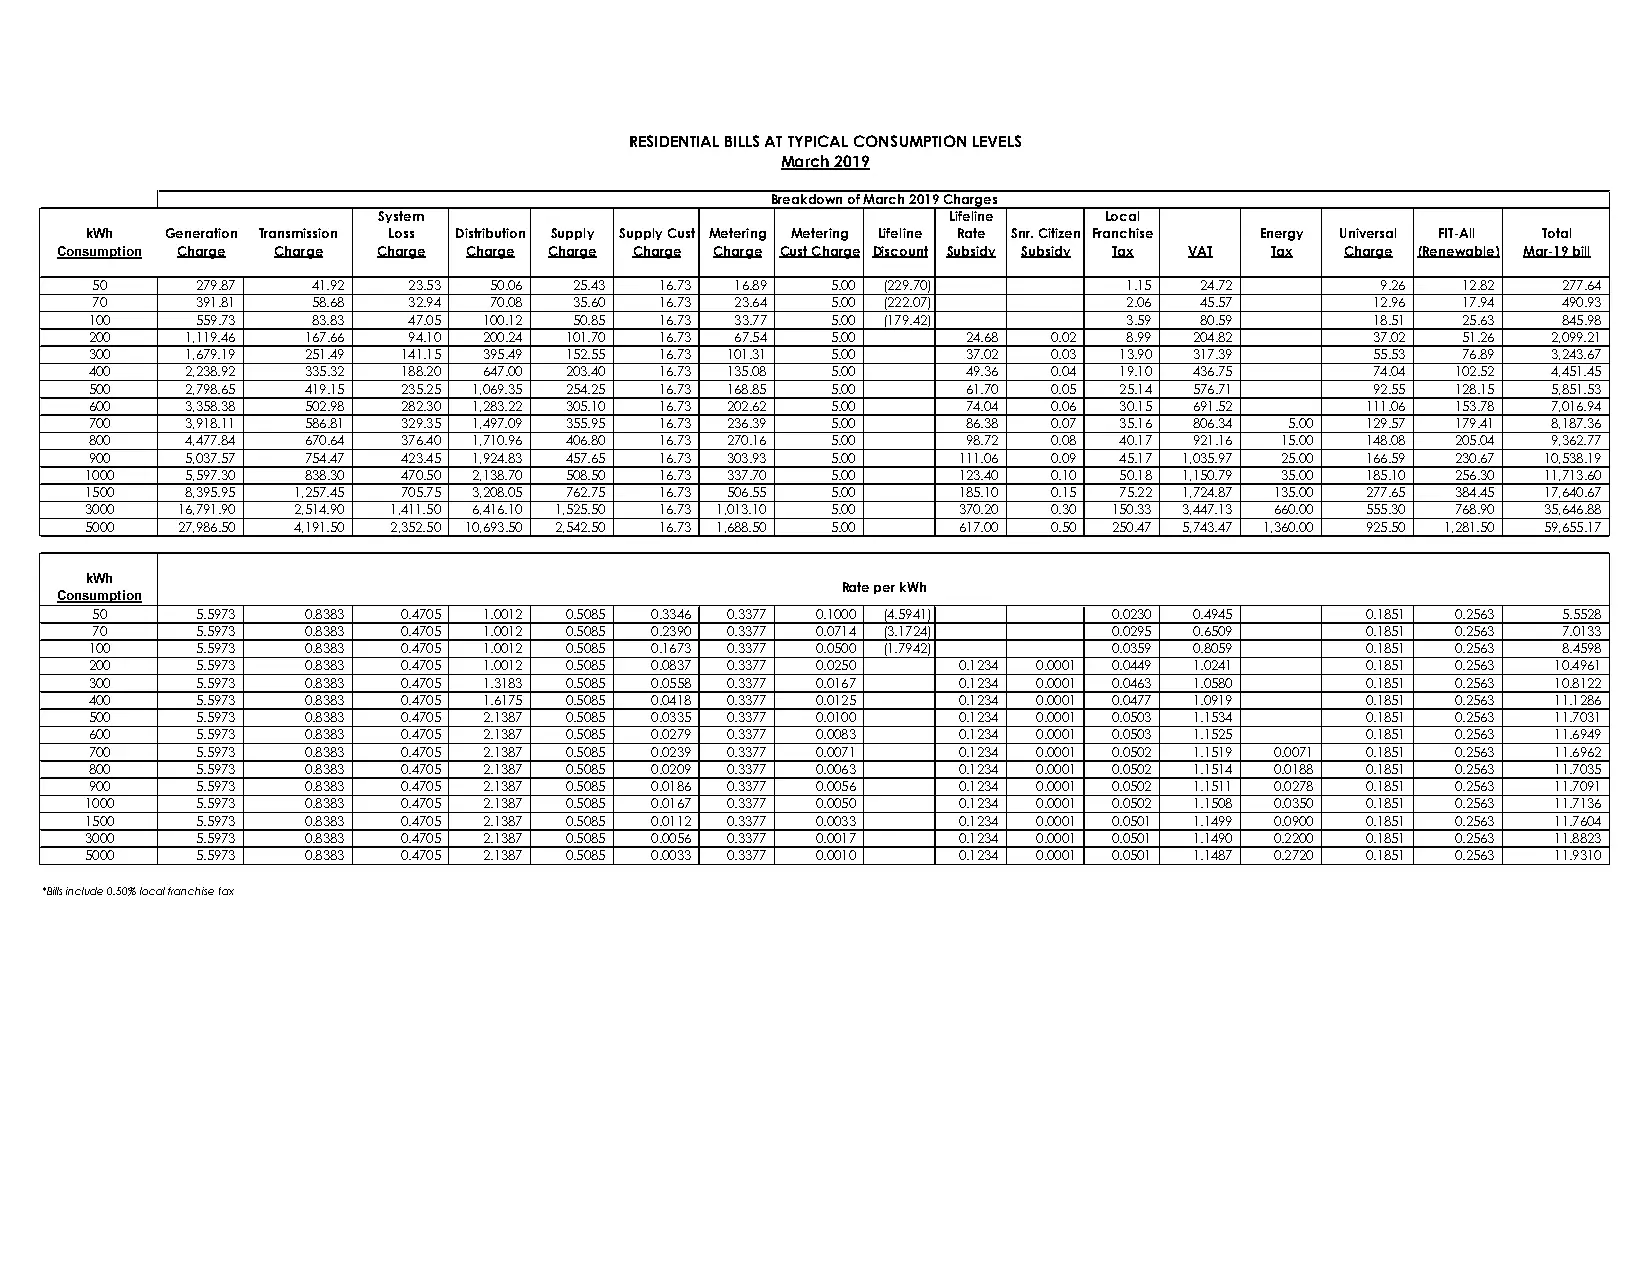 RESIDENTIAL BILLS AT TYPICAL CONSUMPTION LEVELS
March 2019
Breakdown of March 2019 Charges
kWh Consumption Generation Charge Transmission Charge System Loss Charge Distribution Charge Supply Charge Supply Cust Charge Metering Charge Metering Cust Charge Lifeline Discount Lifeline Rate Subsidy Snr. Citizen Subsidy Local Franchise Tax VAT Energy Tax Universal Charge FIT-All (Renewable) Total Mar-19 bill
50 279.87 41.92 23.53 50.06 25.43 16.73 16.89 5.00 (229.70) 1.15 24.72 9.26 12.82 277.64
70 391.81 58.68 32.94 70.08 35.60 16.73 23.64 5.00 (222.07) 2.06 45.57 12.96 17.94 490.93
100 559.73 83.83 47.05 100.12 50.85 16.73 33.77 5.00 (179.42) 3.59 80.59 18.51 25.63 845.98
200 1,119.46 167.66 94.10 200.24 101.70 16.73 67.54 5.00 24.68 0.02 8.99 204.82 37.02 51.26 2,099.21
300 1,679.19 251.49 141.15 395.49 152.55 16.73 101.31 5.00 37.02 0.03 13.90 317.39 55.53 76.89 3,243.67
400 2,238.92 335.32 188.20 647.00 203.40 16.73 135.08 5.00 49.36 0.04 19.10 436.75 74.04 102.52 4,451.45
500 2,798.65 419.15 235.25 1,069.35 254.25 16.73 168.85 5.00 61.70 0.05 25.14 576.71 92.55 128.15 5,851.53
600 3,358.38 502.98 282.30 1,283.22 305.10 16.73 202.62 5.00 74.04 0.06 30.15 691.52 111.06 153.78 7,016.94
700 3,918.11 586.81 329.35 1,497.09 355.95 16.73 236.39 5.00 86.38 0.07 35.16 806.34 5.00 129.57 179.41 8,187.36
800 4,477.84 670.64 376.40 1,710.96 406.80 16.73 270.16 5.00 98.72 0.08 40.17 921.16 15.00 148.08 205.04 9,362.77
900 5,037.57 754.47 423.45 1,924.83 457.65 16.73 303.93 5.00 111.06 0.09 45.17 1,035.97 25.00 166.59 230.67 10,538.19
1000 5,597.30 838.30 470.50 2,138.70 508.50 16.73 337.70 5.00 123.40 0.10 50.18 1,150.79 35.00 185.10 256.30 11,713.60
1500 8,395.95 1,257.45 705.75 3,208.05 762.75 16.73 506.55 5.00 185.10 0.15 75.22 1,724.87 135.00 277.65 384.45 17,640.67
3000 16,791.90 2,514.90 1,411.50 6,416.10 1,525.50 16.73 1,013.10 5.00 370.20 0.30 150.33 3,447.13 660.00 555.30 768.90 35,646.88
5000 27,986.50 4,191.50 2,352.50 10,693.50 2,542.50 16.73 1,688.50 5.00 617.00 0.50 250.47 5,743.47 1,360.00 925.50 1,281.50 59,655.17
kWh Consumption Rate per kWh
50 5.5973 0.8383 0.4705 1.0012 0.5085 0.3346 0.3377 0.1000 (4.5941) 0.0230 0.4945 0.1851 0.2563 5.5528
70 5.5973 0.8383 0.4705 1.0012 0.5085 0.2390 0.3377 0.0714 (3.1724) 0.0295 0.6509 0.1851 0.2563 7.0133
100 5.5973 0.8383 0.4705 1.0012 0.5085 0.1673 0.3377 0.0500 (1.7942) 0.0359 0.8059 0.1851 0.2563 8.4598
200 5.5973 0.8383 0.4705 1.0012 0.5085 0.0837 0.3377 0.0250 0.1234 0.0001 0.0449 1.0241 0.1851 0.2563 10.4961
300 5.5973 0.8383 0.4705 1.3183 0.5085 0.0558 0.3377 0.0167 0.1234 0.0001 0.0463 1.0580 0.1851 0.2563 10.8122
400 5.5973 0.8383 0.4705 1.6175 0.5085 0.0418 0.3377 0.0125 0.1234 0.0001 0.0477 1.0919 0.1851 0.2563 11.1286
500 5.5973 0.8383 0.4705 2.1387 0.5085 0.0335 0.3377 0.0100 0.1234 0.0001 0.0503 1.1534 0.1851 0.2563 11.7031
600 5.5973 0.8383 0.4705 2.1387 0.5085 0.0279 0.3377 0.0083 0.1234 0.0001 0.0503 1.1525 0.1851 0.2563 11.6949
700 5.5973 0.8383 0.4705 2.1387 0.5085 0.0239 0.3377 0.0071 0.1234 0.0001 0.0502 1.1519 0.0071 0.1851 0.2563 11.6962
800 5.5973 0.8383 0.4705 2.1387 0.5085 0.0209 0.3377 0.0063 0.1234 0.0001 0.0502 1.1514 0.0188 0.1851 0.2563 11.7035
900 5.5973 0.8383 0.4705 2.1387 0.5085 0.0186 0.3377 0.0056 0.1234 0.0001 0.0502 1.1511 0.0278 0.1851 0.2563 11.7091
1000 5.5973 0.8383 0.4705 2.1387 0.5085 0.0167 0.3377 0.0050 0.1234 0.0001 0.0502 1.1508 0.0350 0.1851 0.2563 11.7136
1500 5.5973 0.8383 0.4705 2.1387 0.5085 0.0112 0.3377 0.0033 0.1234 0.0001 0.0501 1.1499 0.0900 0.1851 0.2563 11.7604
3000 5.5973 0.8383 0.4705 2.1387 0.5085 0.0056 0.3377 0.0017 0.1234 0.0001 0.0501 1.1490 0.2200 0.1851 0.2563 11.8823
5000 5.5973 0.8383 0.4705 2.1387 0.5085 0.0033 0.3377 0.0010 0.1234 0.0001 0.0501 1.1487 0.2720 0.1851 0.2563 11.9310
*Bills include 0.50% local franchise tax